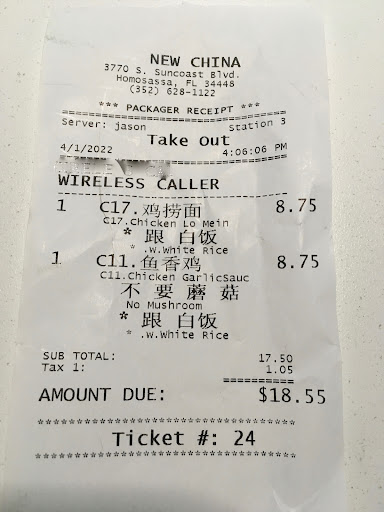 NEW CHINA
3770 S. Suncoast Blvd.
Homosassa, FL 34448
(352) 628-1122
*** PACKAGER RECEIPT ***
Server: jason Station 3
Take Out
4/1/2022 4:06:06 PM
WIRELESS CALLER
1 C17.鸡捞面 8.75
C17.Chicken Lo Mein
* 跟 白饭
* .w.White Rice
1 C11.鱼香鸡 8.75
C11.Chicken GarlicSauc
不 要 蘑 菇
No Mushroom
* 跟 白饭
* .w.White Rice
SUB TOTAL: 17.50
Tax 1: 1.05
AMOUNT DUE: $18.55
Ticket #: 24